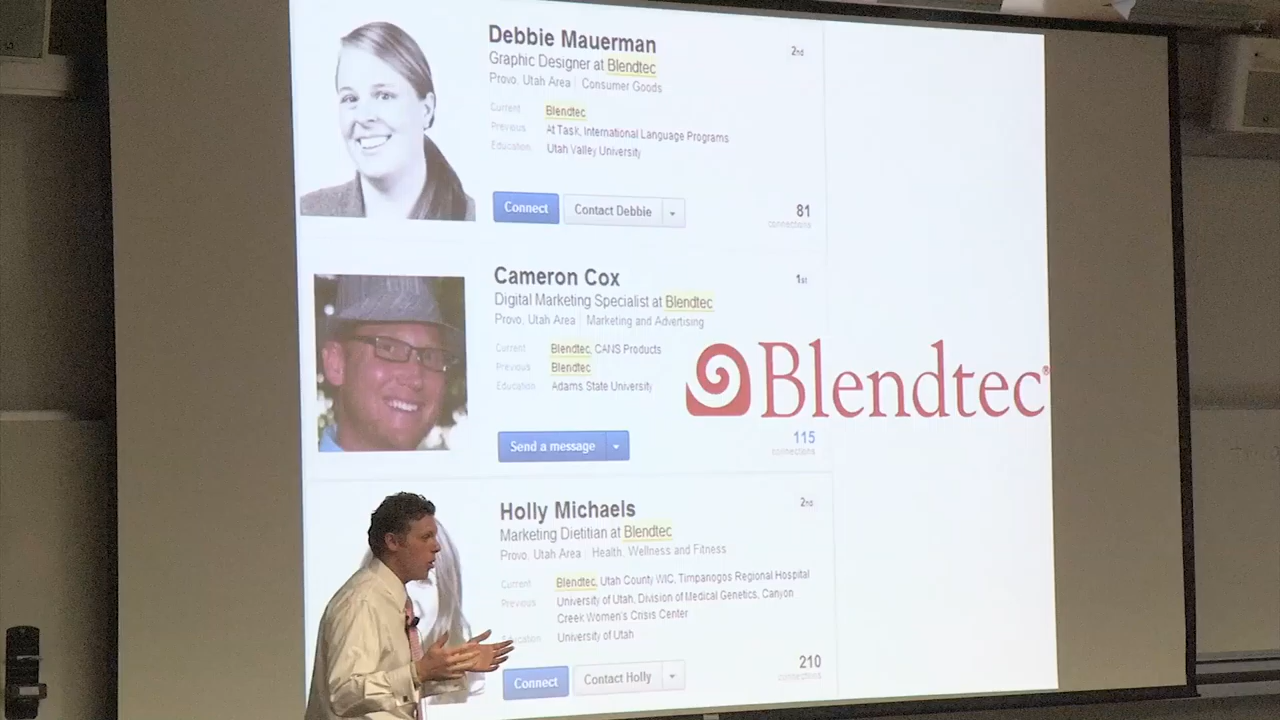 Debbie Mauerman
2nd
Graphic Designer at Blendtec
Provo, Utah Area | Consumer Goods
Current Blendtec
Previous At Task, International Language Programs
Education Utah Valley University
Connect
Contact Debbie
81
connections
Cameron Cox
1st
Digital Marketing Specialist at Blendtec
Provo, Utah Area | Marketing and Advertising
Current Blendtec, CANS Products
Previous Blendtec
Education Adams State University
Blendtec®
Send a message
115
connections
Holly Michaels
2nd
Marketing Dietitian at Blendtec
Provo, Utah Area | Health, Wellness and Fitness
Current Blendtec, Utah County WIC, Timpanogos Regional Hospital
Previous University of Utah, Division of Medical Genetics, Canyon
Creek Women's Crisis Center
Education University of Utah
Connect
Contact Holly
210
connections